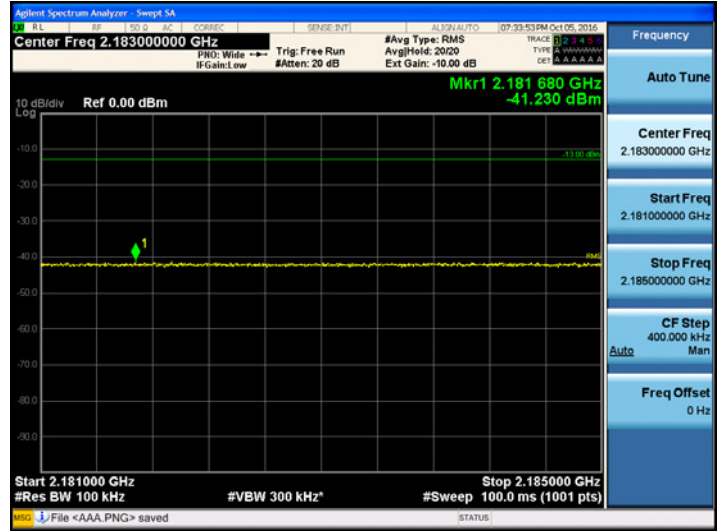 Agilent Spectrum Analyzer - Swept SA
RL RF 50 Ω AC CORREC SENSE:INT ALIGN AUTO 07:33:53 PM Oct 05, 2016
Center Freq 2.183000000 GHz
PNO: Wide
IFGain:Low
Trig: Free Run
#Atten: 20 dB
#Avg Type: RMS
Avg|Hold: 20/20
Ext Gain: -10.00 dB
TRACE 1 2 3 4 5 6
TYPE A WWWWW
DET A A A A A A
Mkr1 2.181 680 GHz
-41.230 dBm
10 dB/div Ref 0.00 dBm
Log
-10.0
-13.00 dBm
-20.0
-30.0
1
-40.0
RMS
-50.0
-60.0
-70.0
-80.0
-90.0
Start 2.181000 GHz Stop 2.185000 GHz
#Res BW 100 kHz #VBW 300 kHz* #Sweep 100.0 ms (1001 pts)
MSG File <AAA.PNG> saved STATUS
Frequency
Auto Tune
Center Freq
2.183000000 GHz
Start Freq
2.181000000 GHz
Stop Freq
2.185000000 GHz
CF Step
400.000 kHz
Auto Man
Freq Offset
0 Hz